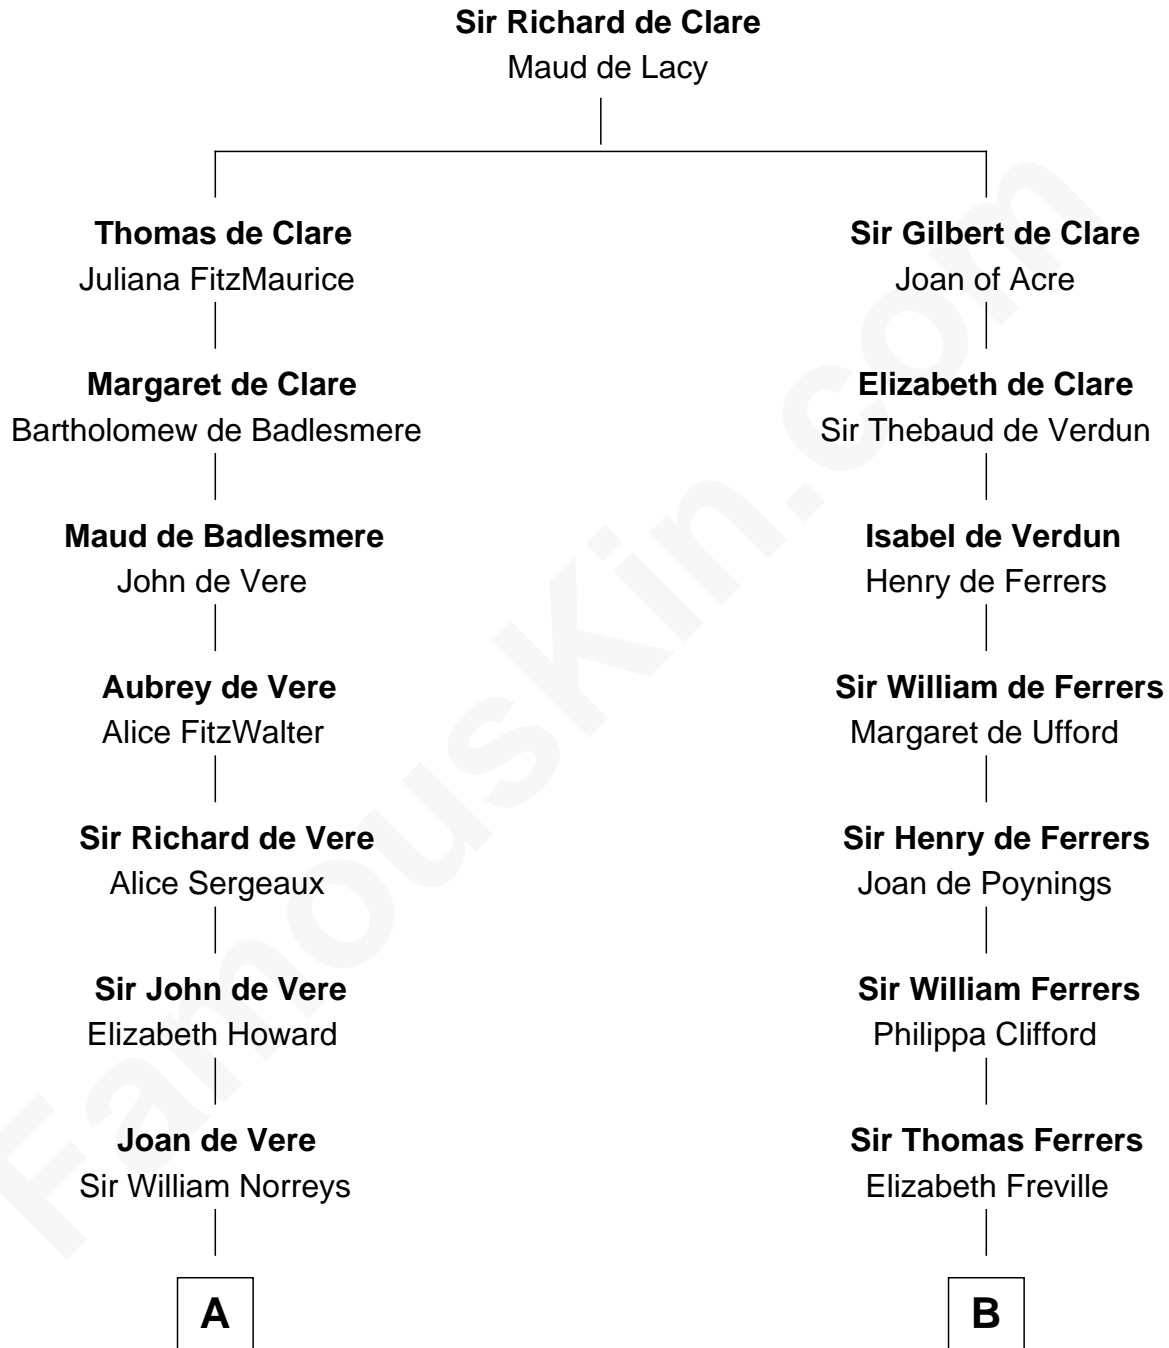 Sir Richard de Clare
Maud de Lacy
Thomas de Clare
Juliana FitzMaurice
Margaret de Clare
Bartholomew de Badlesmere
Maud de Badlesmere
John de Vere
Aubrey de Vere
Alice FitzWalter
Sir Richard de Vere
Alice Sergeaux
Sir John de Vere
Elizabeth Howard
Joan de Vere
Sir William Norreys
A
Sir Gilbert de Clare
Joan of Acre
Elizabeth de Clare
Sir Thebaud de Verdun
Isabel de Verdun
Henry de Ferrers
Sir William de Ferrers
Margaret de Ufford
Sir Henry de Ferrers
Joan de Poynings
Sir William Ferrers
Philippa Clifford
Sir Thomas Ferrers
Elizabeth Freville
B
FamousKin.com